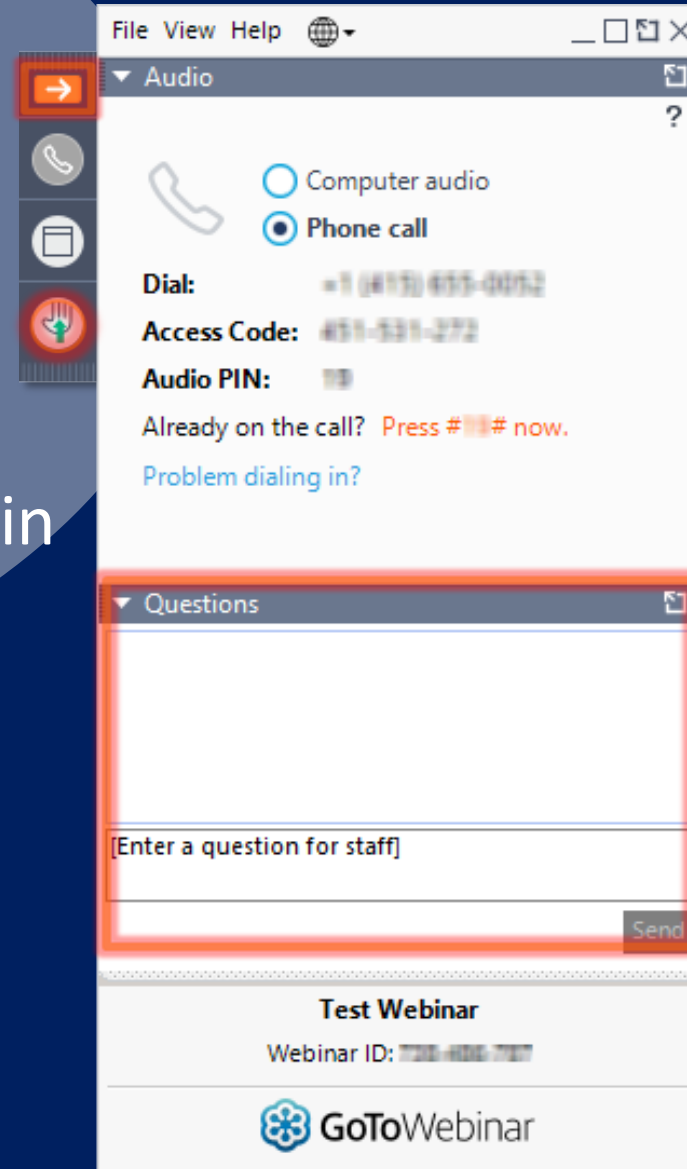 File View Help
Audio
?
Computer audio
Phone call
Dial:
Access Code:
Audio PIN:
Already on the call? Press # # now.
Problem dialing in?
in
Questions
[Enter a question for staff]
Send
Test Webinar
Webinar ID:
GoToWebinar